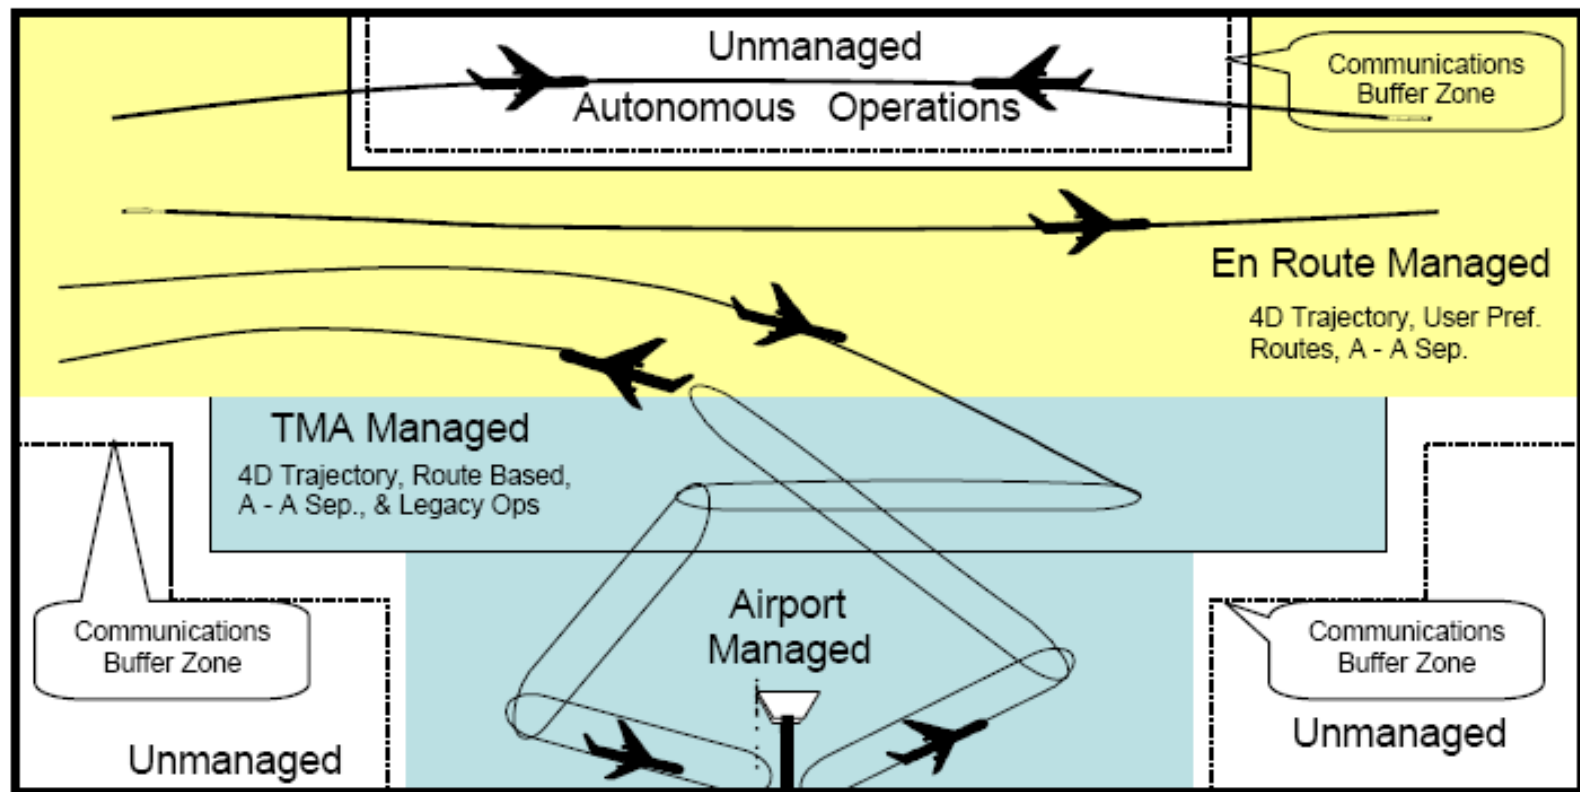 Unmanaged
Autonomous Operations
Communications
Buffer Zone
En Route Managed
4D Trajectory, User Pref.
Routes, A - A Sep.
TMA Managed
4D Trajectory, Route Based,
A - A Sep., & Legacy Ops
Airport
Managed
Communications
Buffer Zone
Unmanaged
Communications
Buffer Zone
Unmanaged